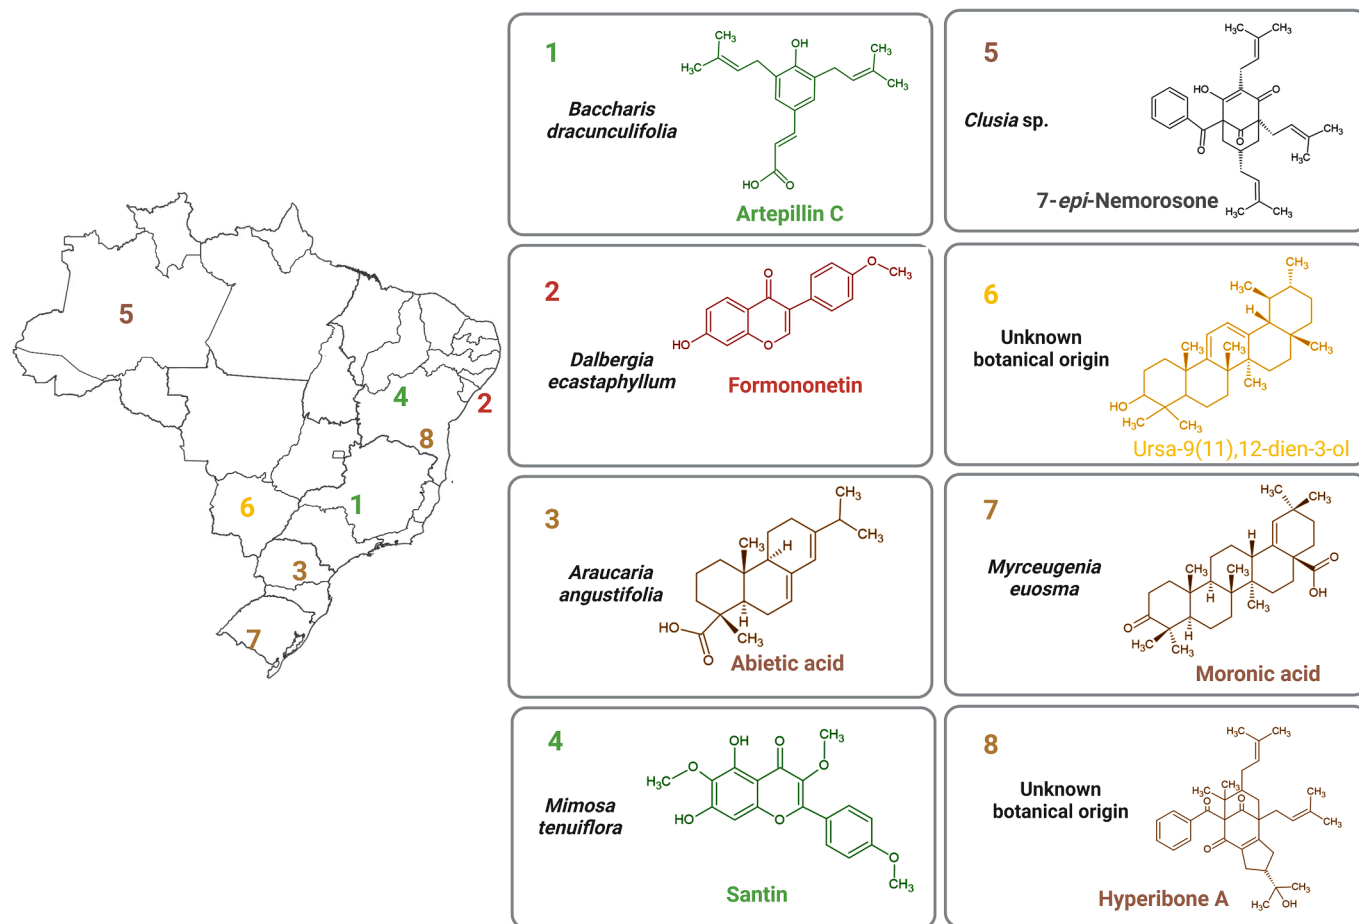 5
4
2
8
6
1
3
7
1
Baccharis
dracunculifolia
CH3
H3C
OH
CH3
CH3
HO
O
Artepillin C
2
Dalbergia
ecastaphyllum
O
O
CH3
HO
O
Formononetin
3
Araucaria
angustifolia
CH3
CH3
CH3
H
H
HO
O
CH3
Abietic acid
4
Mimosa
tenuiflora
OH
O
CH3
O
O
H3C
HO
O
O
CH3
Santin
5
Clusia sp.
H3C
CH3
HO
O
O
O
CH3
H3C
H3C
CH3
7-epi-Nemorosone
6
Unknown
botanical origin
CH3
H3C
H
CH3
CH3
CH3
CH3
HO
H3C
CH3
Ursa-9(11),12-dien-3-ol
7
Myrceugenia
euosma
H3C
CH3
H
CH3
CH3
O
OH
H
CH3
O
H
H3C
CH3
Moronic acid
8
Unknown
botanical origin
H3C
CH3
H3C
CH3
O
O
CH3
CH3
O
CH3
H3C
OH
Hyperibone A